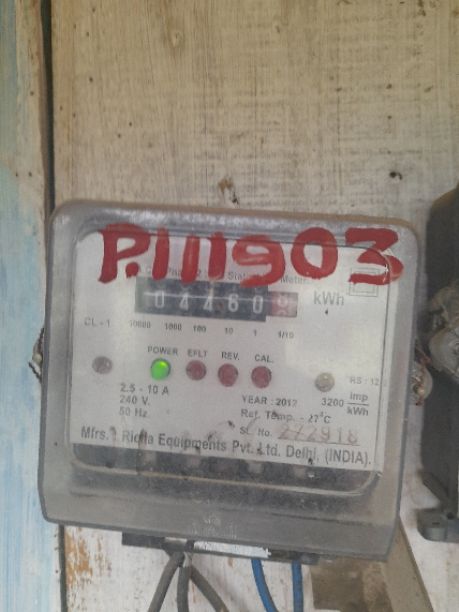 P.111903
kWh
04460
CL-1 10000 1000 100 10 1 1/10
POWER EFLT REV. CAL.
2.5 - 10 A
240 V.
50 Hz.
YEAR : 2012
3200 imp/kWh
Ref. Temp. - 27°C
SL. No. 272918
Equipments Pvt. Ltd. Delhi, (INDIA).